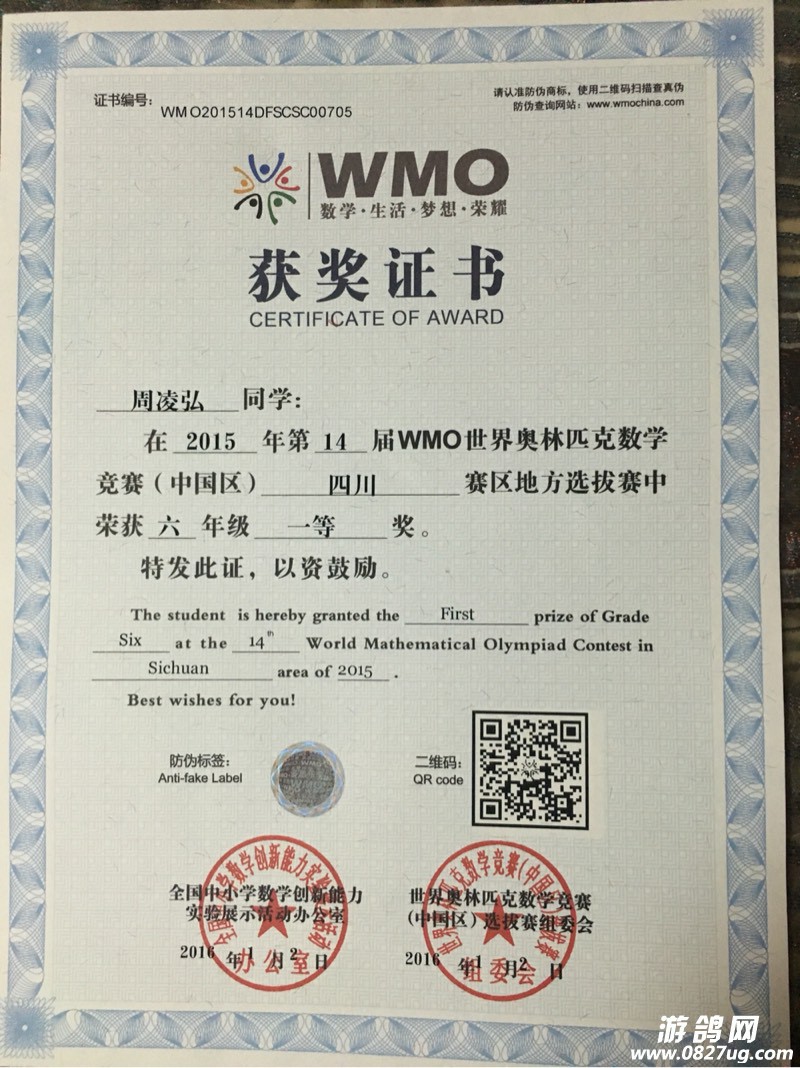 证书编号：WMO201514DFSCSC00705
请认准防伪商标，使用二维码扫描查真伪
防伪查询网站：www.wmochina.com
WMO
数学·生活·梦想·荣耀
获奖证书
CERTIFICATE OF AWARD
周凌弘 同学：
在 2015 年第 14 届WMO世界奥林匹克数学
竞赛（中国区） 四川 赛区地方选拔赛中
荣获 六 年级 一等 奖。
特发此证，以资鼓励。
The student is hereby granted the First prize of Grade
Six at the 14th World Mathematical Olympiad Contest in
Sichuan area of 2015 .
Best wishes for you!
防伪标签：
Anti-fake Label
二维码：
QR code
全国中小学数学创新能力
实验展示活动办公室
2016 年 1 月 2 日
办公室
世界奥林匹克数学竞赛
（中国区）选拔赛组委会
2016 年 1 月 2 日
组委会
游鸽网
www.0827ug.com